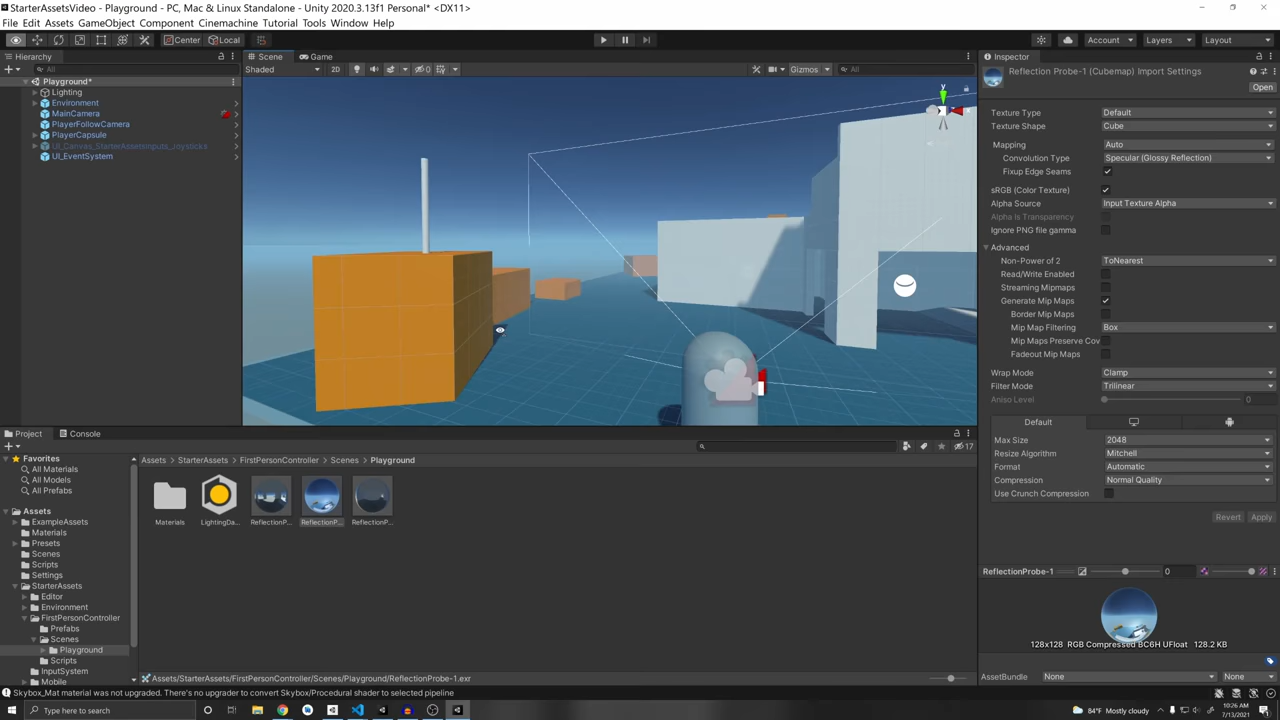 StarterAssetsVideo - Playground - PC, Mac & Linux Standalone - Unity 2020.3.13f1 Personal* <DX11>
File Edit Assets GameObject Component Cinemachine Tutorial Tools Window Help
Center Local Account Layers Layout
Hierarchy
All
Playground*
Lighting
Environment
MainCamera
PlayerFollowCamera
PlayerCapsule
UI_Canvas_StarterAssetsInputs_Joysticks
UI_EventSystem
Scene Game
Shaded 2D 0 Gizmos All
y
Inspector
Reflection Probe-1 (Cubemap) Import Settings
Open
Texture Type Default
Texture Shape Cube
Mapping Auto
Convolution Type Specular (Glossy Reflection)
Fixup Edge Seams
sRGB (Color Texture)
Alpha Source Input Texture Alpha
Alpha Is Transparency
Ignore PNG file gamma
Advanced
Non-Power of 2 ToNearest
Read/Write Enabled
Streaming Mipmaps
Generate Mip Maps
Border Mip Maps
Mip Map Filtering Box
Mip Maps Preserve Cov
Fadeout Mip Maps
Wrap Mode Clamp
Filter Mode Trilinear
Aniso Level 0
Default
Max Size 2048
Resize Algorithm Mitchell
Format Automatic
Compression Normal Quality
Use Crunch Compression
Revert Apply
ReflectionProbe-1 0
128x128 RGB Compressed BC6H UFloat 128.2 KB
AssetBundle None None
Project Console
17
Favorites
All Materials
All Models
All Prefabs
Assets
ExampleAssets
Materials
Presets
Scenes
Scripts
Settings
StarterAssets
Editor
Environment
FirstPersonController
Prefabs
Scenes
Playground
Scripts
InputSystem
Mobile
Assets StarterAssets FirstPersonController Scenes Playground
Materials LightingDa... ReflectionP... ReflectionP... ReflectionP...
Assets/StarterAssets/FirstPersonController/Scenes/Playground/ReflectionProbe-1.exr
Skybox_Mat material was not upgraded. There's no upgrader to convert Skybox/Procedural shader to selected pipeline
Type here to search
84°F Mostly cloudy
10:26 AM
7/13/2021